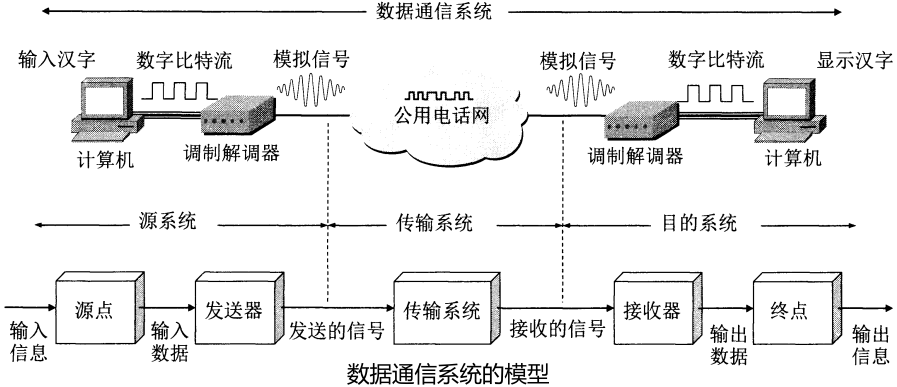 数据通信系统
输入汉字
数字比特流
模拟信号
模拟信号
数字比特流
显示汉字
公用电话网
计算机
调制解调器
调制解调器
计算机
源系统
传输系统
目的系统
源点
发送器
传输系统
接收器
终点
输入
信息
输入
数据
发送的信号
接收的信号
输出
数据
输出
信息
数据通信系统的模型